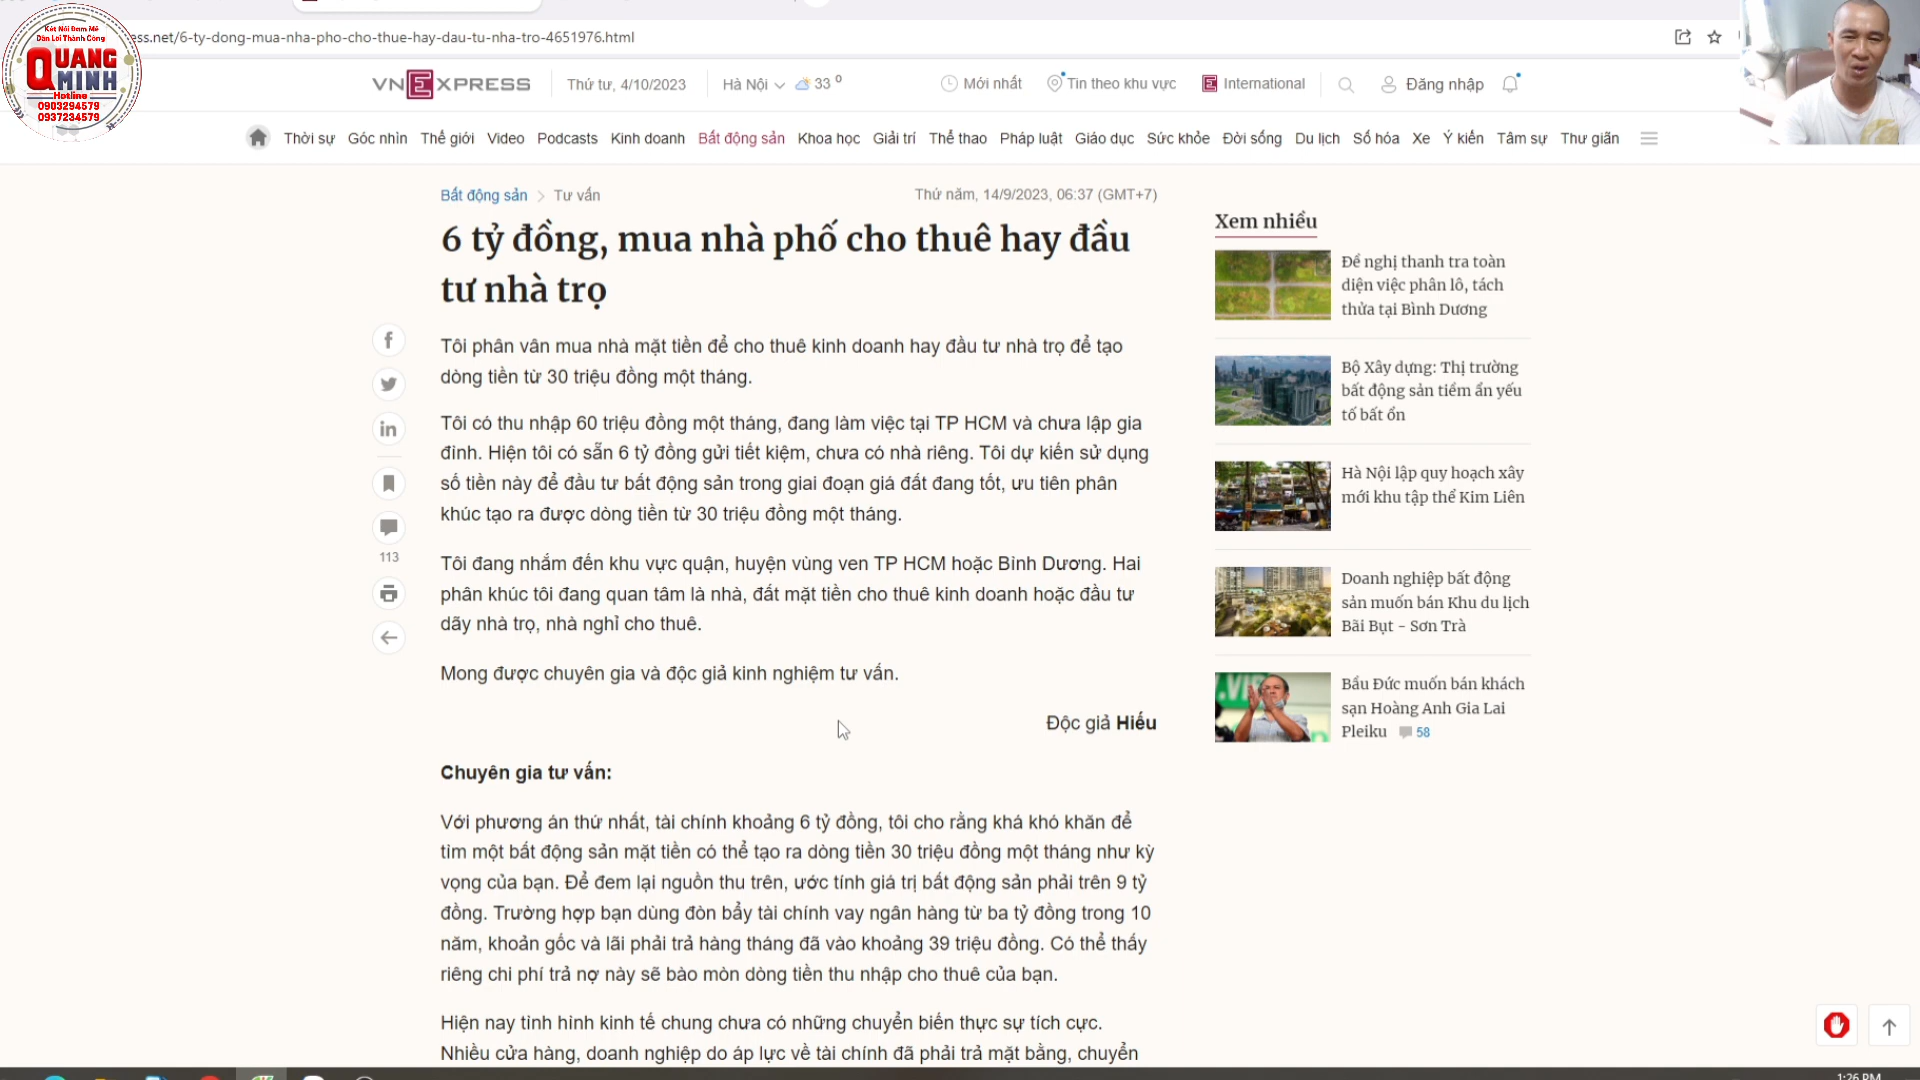 Kết Nối Đam Mê
Dẫn Lối Thành Công
QUANG
MINH
Hotline
0903294579
0937234579
ss.net/6-ty-dong-mua-nha-pho-cho-thue-hay-dau-tu-nha-tro-4651976.html
VNEXPRESS
Thứ tư, 4/10/2023
Hà Nội
33 º
Mới nhất
Tin theo khu vực
International
Đăng nhập
Thời sự Góc nhìn Thế giới Video Podcasts Kinh doanh Bất động sản Khoa học Giải trí Thể thao Pháp luật Giáo dục Sức khỏe Đời sống Du lịch Số hóa Xe Ý kiến Tâm sự Thư giãn
Bất động sản > Tư vấn
Thứ năm, 14/9/2023, 06:37 (GMT+7)
6 tỷ đồng, mua nhà phố cho thuê hay đầu
tư nhà trọ
Tôi phân vân mua nhà mặt tiền để cho thuê kinh doanh hay đầu tư nhà trọ để tạo
dòng tiền từ 30 triệu đồng một tháng.
Tôi có thu nhập 60 triệu đồng một tháng, đang làm việc tại TP HCM và chưa lập gia
đình. Hiện tôi có sẵn 6 tỷ đồng gửi tiết kiệm, chưa có nhà riêng. Tôi dự kiến sử dụng
số tiền này để đầu tư bất động sản trong giai đoạn giá đất đang tốt, ưu tiên phân
khúc tạo ra được dòng tiền từ 30 triệu đồng một tháng.
113
Tôi đang nhắm đến khu vực quận, huyện vùng ven TP HCM hoặc Bình Dương. Hai
phân khúc tôi đang quan tâm là nhà, đất mặt tiền cho thuê kinh doanh hoặc đầu tư
dãy nhà trọ, nhà nghỉ cho thuê.
Mong được chuyên gia và độc giả kinh nghiệm tư vấn.
Độc giả Hiếu
Chuyên gia tư vấn:
Với phương án thứ nhất, tài chính khoảng 6 tỷ đồng, tôi cho rằng khá khó khăn để
tìm một bất động sản mặt tiền có thể tạo ra dòng tiền 30 triệu đồng một tháng như kỳ
vọng của bạn. Để đem lại nguồn thu trên, ước tính giá trị bất động sản phải trên 9 tỷ
đồng. Trường hợp bạn dùng đòn bẩy tài chính vay ngân hàng từ ba tỷ đồng trong 10
năm, khoản gốc và lãi phải trả hàng tháng đã vào khoảng 39 triệu đồng. Có thể thấy
riêng chi phí trả nợ này sẽ bào mòn dòng tiền thu nhập cho thuê của bạn.
Hiện nay tình hình kinh tế chung chưa có những chuyển biến thực sự tích cực.
Nhiều cửa hàng, doanh nghiệp do áp lực về tài chính đã phải trả mặt bằng, chuyển
Xem nhiều
Đề nghị thanh tra toàn
diện việc phân lô, tách
thửa tại Bình Dương
Bộ Xây dựng: Thị trường
bất động sản tiềm ẩn yếu
tố bất ổn
Hà Nội lập quy hoạch xây
mới khu tập thể Kim Liên
Doanh nghiệp bất động
sản muốn bán Khu du lịch
Bãi Bụt - Sơn Trà
Bầu Đức muốn bán khách
sạn Hoàng Anh Gia Lai
Pleiku 58
1:26 PM